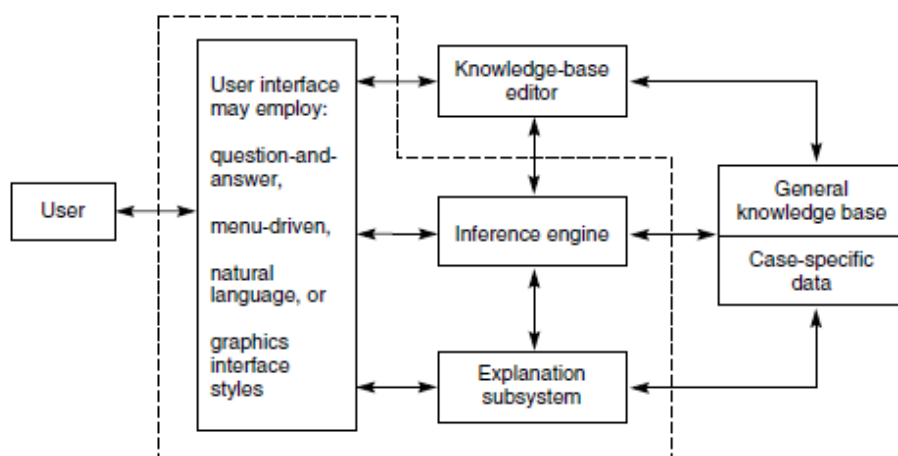 User
User interface
may employ:
question-and-
answer,
menu-driven,
natural
language, or
graphics
interface
styles
Knowledge-base
editor
Inference engine
Explanation
subsystem
General
knowledge base
Case-specific
data